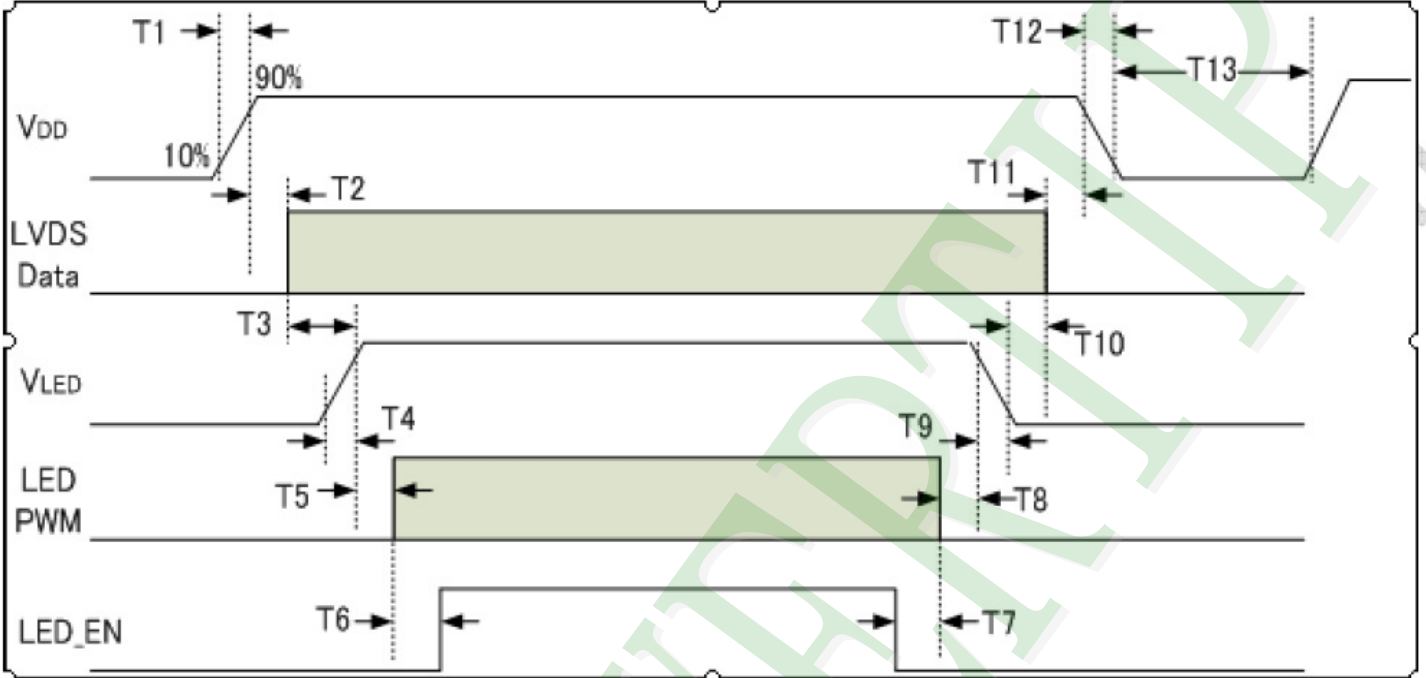 T1
T12
T13
90%
VDD
10%
T2
T11
LVDS
Data
T3
T10
VLED
T4
T9
LED
PWM
T5
T8
T6
T7
LED_EN